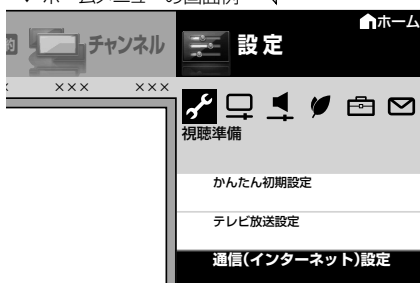 ホームメニューの画面例
ホーム
チャンネル
設定
××× ×××
視聴準備
かんたん初期設定
テレビ放送設定
通信(インターネット)設定